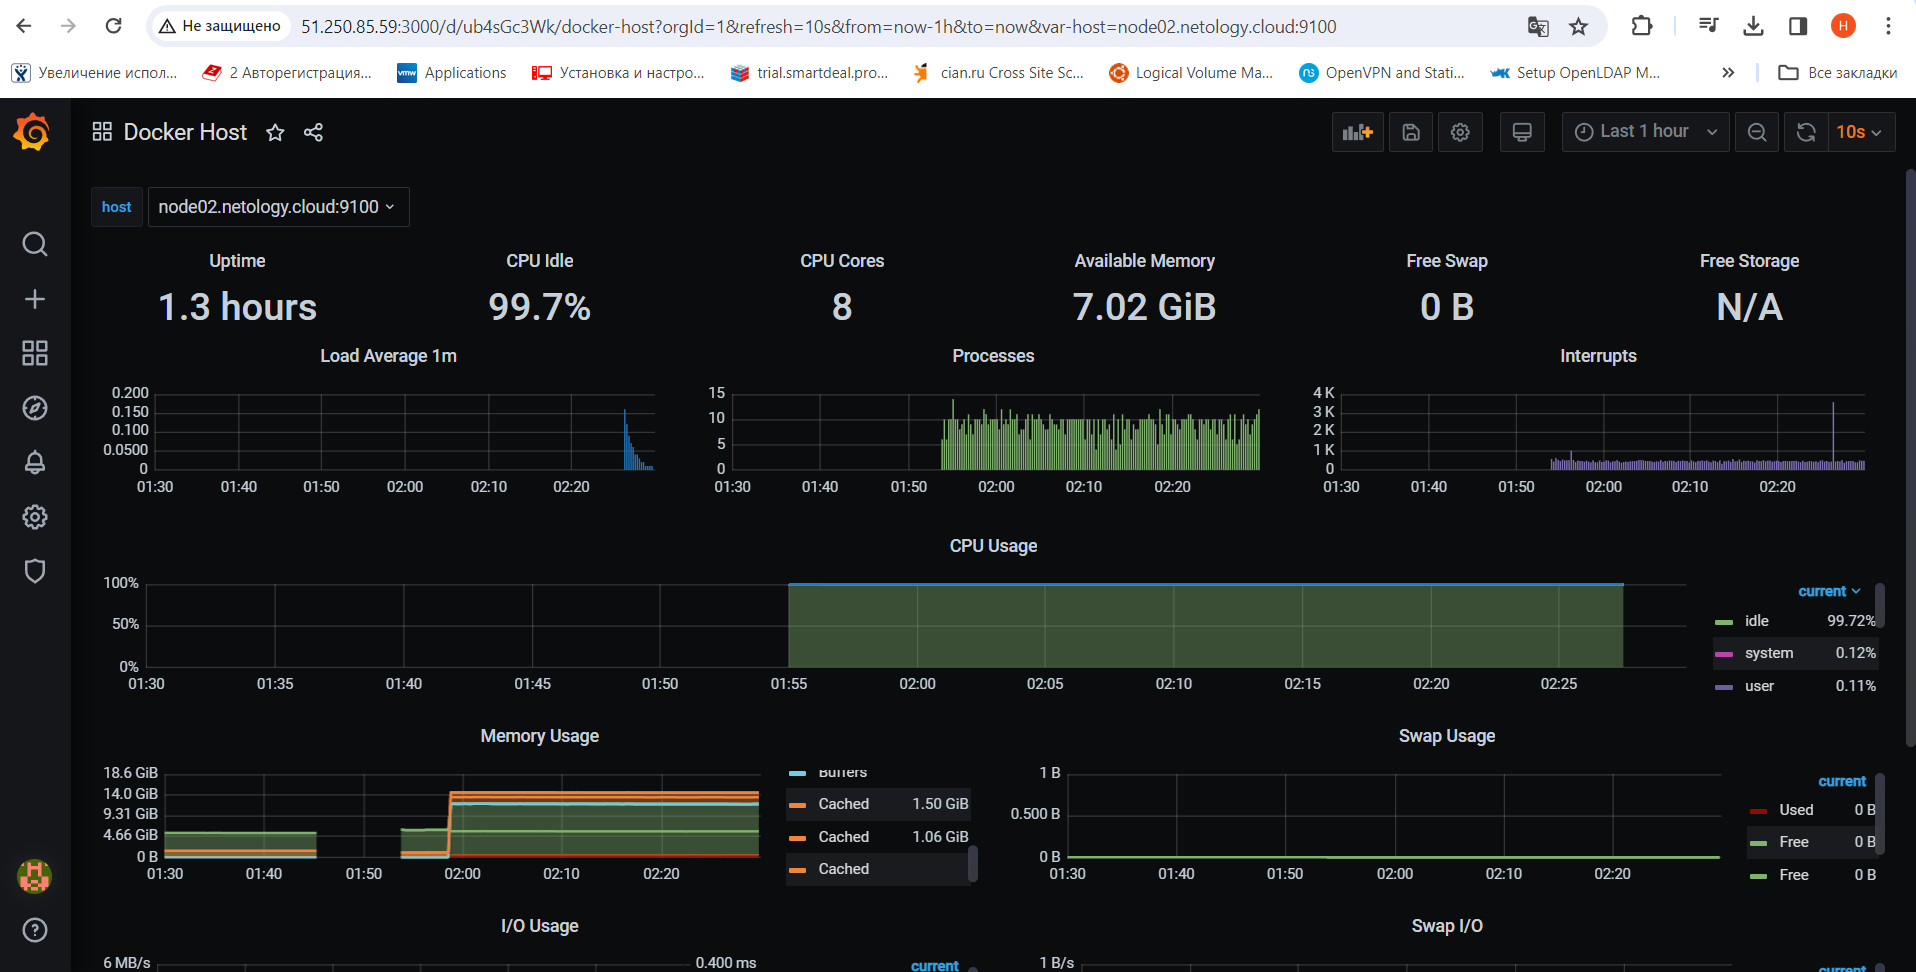 Не защищено 51.250.85.59:3000/d/ub4sGc3Wk/docker-host?orgId=1&refresh=10s&from=now-1h&to=now&var-host=node02.netology.cloud:9100 H
Увеличение испол... 2 Авторегистрация... vmw Applications Установка и настро... trial.smartdeal.pro... cian.ru Cross Site Sc... Logical Volume Ma... OpenVPN and Stati... Setup OpenLDAP M... » Все закладки
Docker Host Last 1 hour 10s
host node02.netology.cloud:9100
Uptime CPU Idle CPU Cores Available Memory Free Swap Free Storage
1.3 hours 99.7% 8 7.02 GiB 0 B N/A
Load Average 1m
0.200
0.150
0.100
0.0500
0
01:30 01:40 01:50 02:00 02:10 02:20
Processes
15
10
5
0
01:30 01:40 01:50 02:00 02:10 02:20
Interrupts
4 K
3 K
2 K
1 K
0
01:30 01:40 01:50 02:00 02:10 02:20
CPU Usage
100%
50%
0%
01:30 01:35 01:40 01:45 01:50 01:55 02:00 02:05 02:10 02:15 02:20 02:25
current
idle 99.72%
system 0.12%
user 0.11%
Memory Usage
18.6 GiB
14.0 GiB
9.31 GiB
4.66 GiB
0 B
01:30 01:40 01:50 02:00 02:10 02:20
Buffers
Cached 1.50 GiB
Cached 1.06 GiB
Cached
Swap Usage
1 B
0.500 B
0 B
01:30 01:40 01:50 02:00 02:10 02:20
current
Used 0 B
Free 0 B
Free 0 B
I/O Usage
6 MB/s 0.400 ms current
Swap I/O
1 B/s current